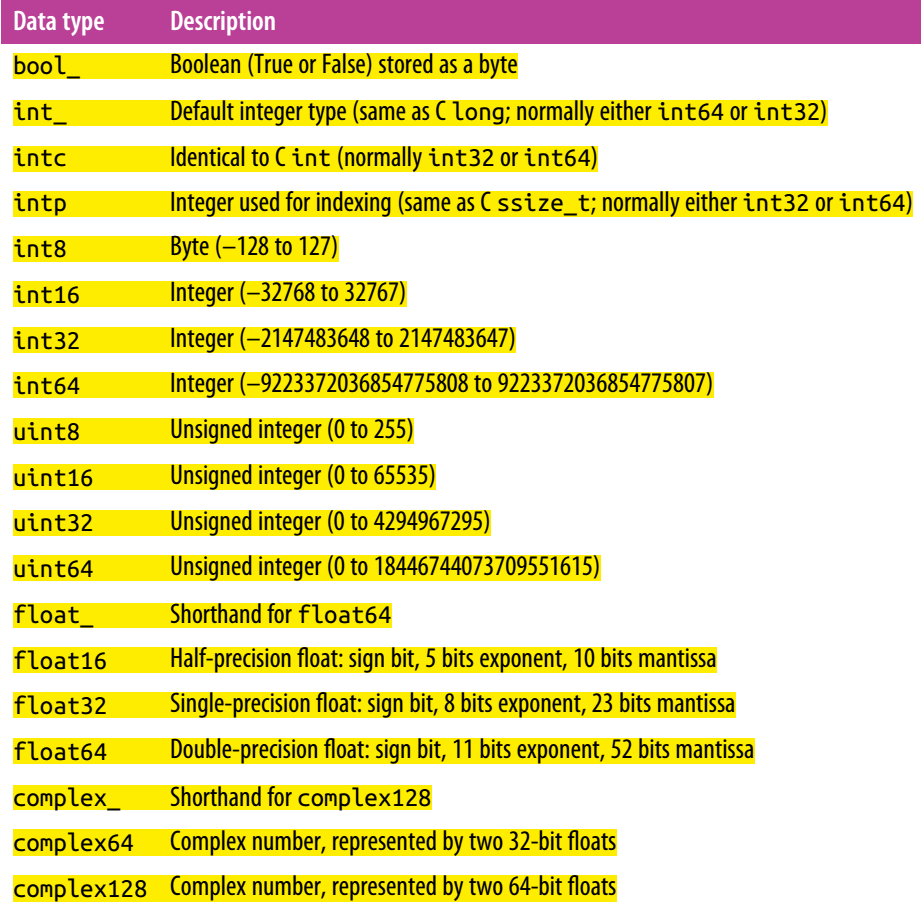 Data type Description
bool_ Boolean (True or False) stored as a byte
int_ Default integer type (same as C long; normally either int64 or int32)
intc Identical to C int (normally int32 or int64)
intp Integer used for indexing (same as C ssize_t; normally either int32 or int64)
int8 Byte (–128 to 127)
int16 Integer (–32768 to 32767)
int32 Integer (–2147483648 to 2147483647)
int64 Integer (–9223372036854775808 to 9223372036854775807)
uint8 Unsigned integer (0 to 255)
uint16 Unsigned integer (0 to 65535)
uint32 Unsigned integer (0 to 4294967295)
uint64 Unsigned integer (0 to 18446744073709551615)
float_ Shorthand for float64
float16 Half-precision float: sign bit, 5 bits exponent, 10 bits mantissa
float32 Single-precision float: sign bit, 8 bits exponent, 23 bits mantissa
float64 Double-precision float: sign bit, 11 bits exponent, 52 bits mantissa
complex_ Shorthand for complex128
complex64 Complex number, represented by two 32-bit floats
complex128 Complex number, represented by two 64-bit floats